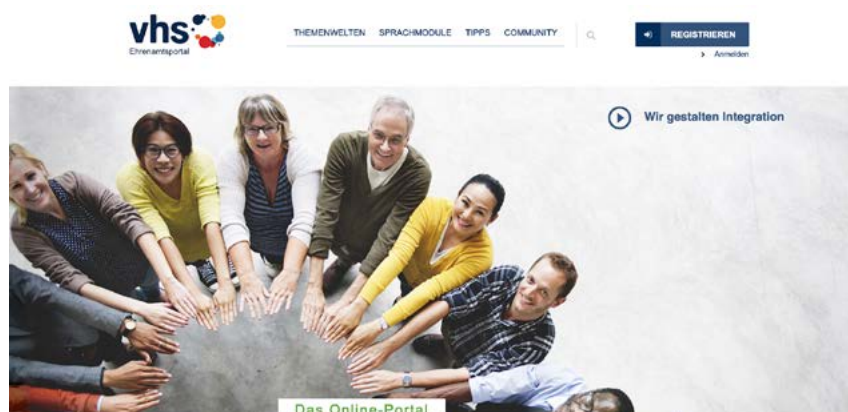 vhs
Ehrenamtsportal
THEMENWELTEN SPRACHMODULE TIPPS COMMUNITY
REGISTRIEREN
Anmelden
Wir gestalten Integration
Das Online-Portal